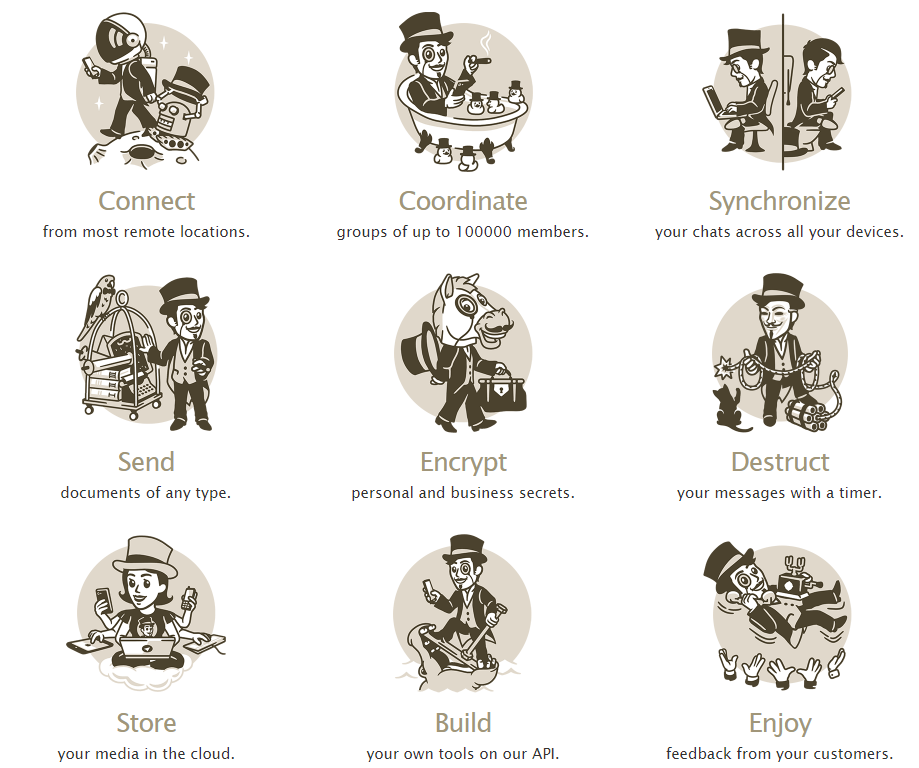 Connect
from most remote locations.
Coordinate
groups of up to 100000 members.
Synchronize
your chats across all your devices.
Send
documents of any type.
Encrypt
personal and business secrets.
Destruct
your messages with a timer.
Store
your media in the cloud.
Build
your own tools on our API.
Enjoy
feedback from your customers.